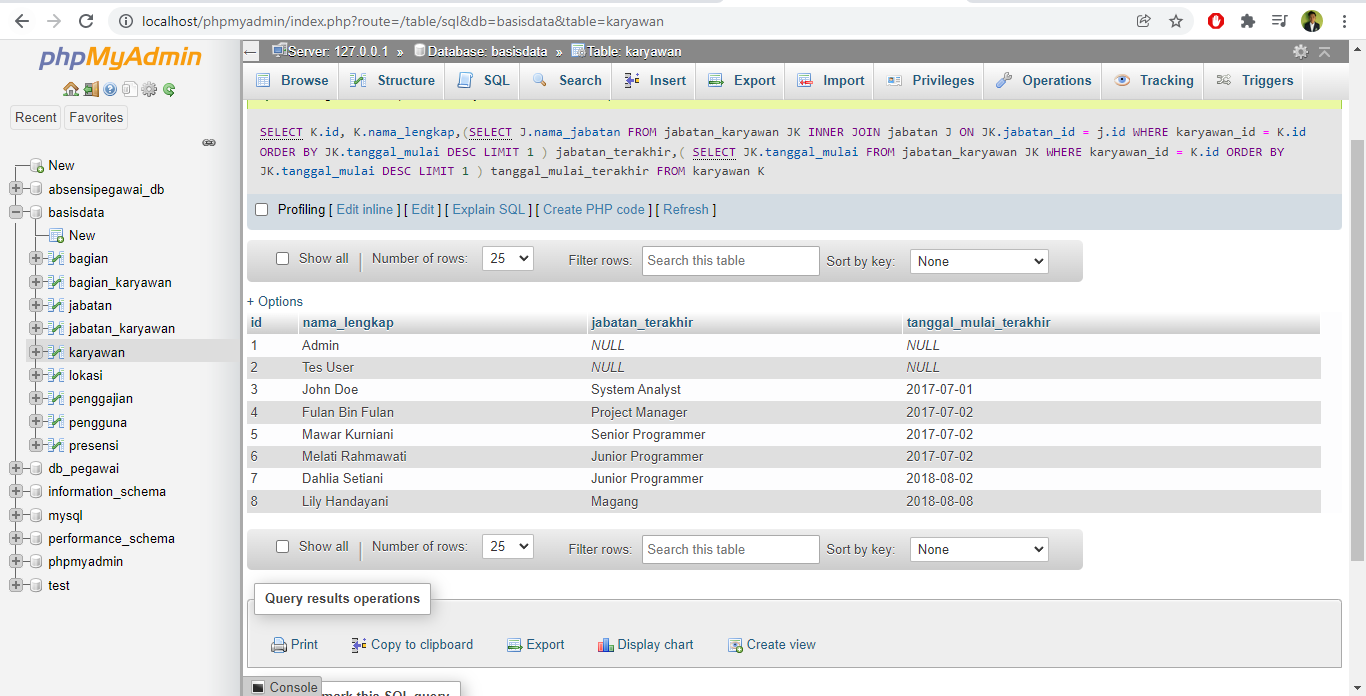 localhost/phpmyadmin/index.php?route=/table/sql&db=basisdata&table=karyawan
phpMyAdmin
Recent Favorites
New
absensipegawai_db
basisdata
New
bagian
bagian_karyawan
jabatan
jabatan_karyawan
karyawan
lokasi
penggajian
pengguna
presensi
db_pegawai
information_schema
mysql
performance_schema
phpmyadmin
test
Server: 127.0.0.1 » Database: basisdata » Table: karyawan
Browse Structure SQL Search Insert Export Import Privileges Operations Tracking Triggers
SELECT K.id, K.nama_lengkap,(SELECT J.nama_jabatan FROM jabatan_karyawan JK INNER JOIN jabatan J ON JK.jabatan_id = j.id WHERE karyawan_id = K.id
ORDER BY JK.tanggal_mulai DESC LIMIT 1 ) jabatan_terakhir,( SELECT JK.tanggal_mulai FROM jabatan_karyawan JK WHERE karyawan_id = K.id ORDER BY
JK.tanggal_mulai DESC LIMIT 1 ) tanggal_mulai_terakhir FROM karyawan K
Profiling [ Edit inline ] [ Edit ] [ Explain SQL ] [ Create PHP code ] [ Refresh ]
Show all | Number of rows: 25 Filter rows: Search this table Sort by key: None
+ Options
id nama_lengkap jabatan_terakhir tanggal_mulai_terakhir
1 Admin NULL NULL
2 Tes User NULL NULL
3 John Doe System Analyst 2017-07-01
4 Fulan Bin Fulan Project Manager 2017-07-02
5 Mawar Kurniani Senior Programmer 2017-07-02
6 Melati Rahmawati Junior Programmer 2017-07-02
7 Dahlia Setiani Junior Programmer 2018-08-02
8 Lily Handayani Magang 2018-08-08
Show all | Number of rows: 25 Filter rows: Search this table Sort by key: None
Query results operations
Print Copy to clipboard Export Display chart Create view
Console
mark this SQL query